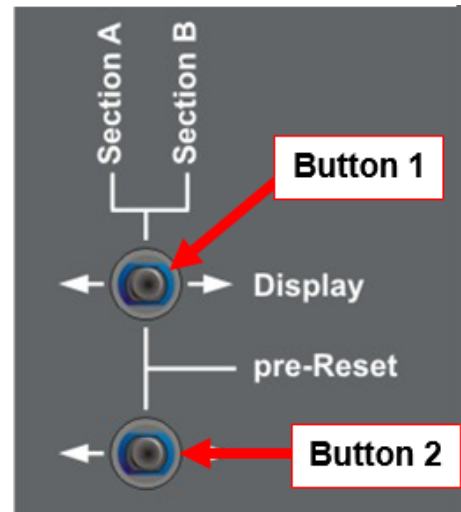 Section A
Section B
Button 1
Display
pre-Reset
Button 2